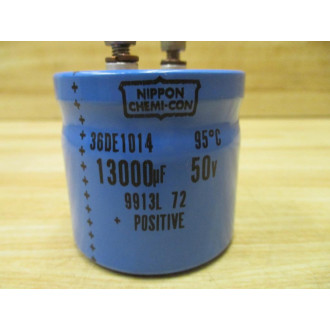 NIPPON
CHEMI-CON
36DE1014 95°C
13000µF 50V
9913L 72
+ POSITIVE